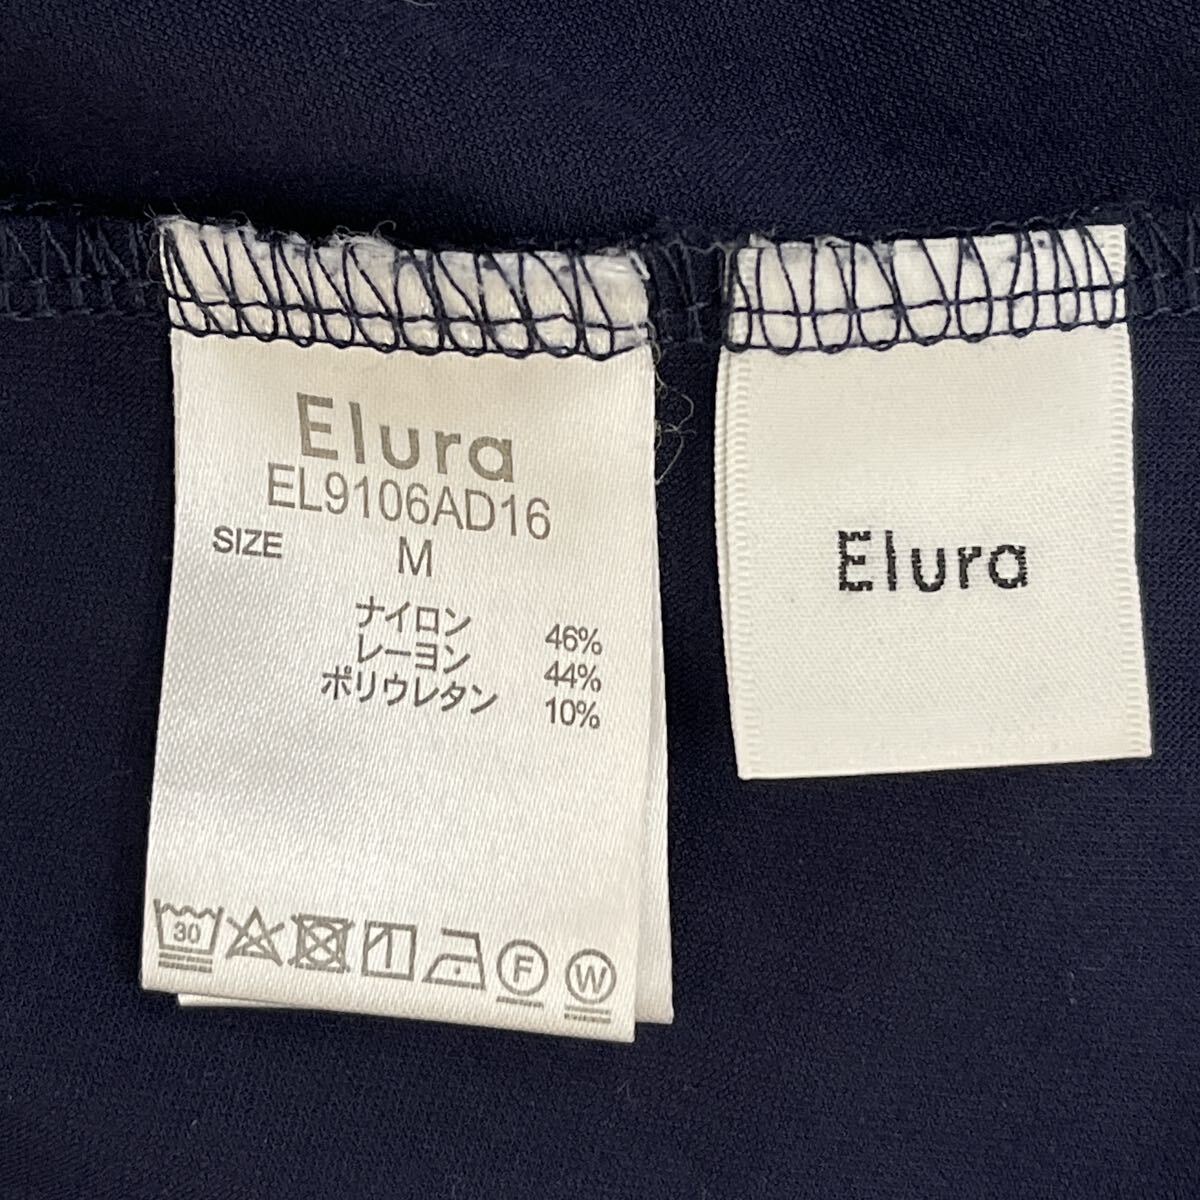 Elura
EL9106AD16
SIZE M
ナイロン 46%
レーヨン 44%
ポリウレタン 10%
30 F W
Elura